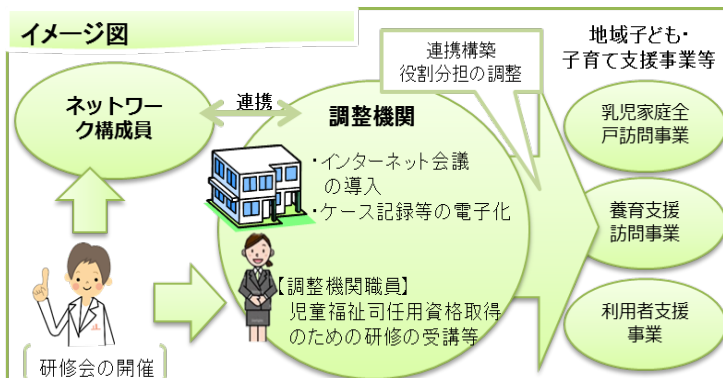 イメージ図
ネットワー
ク構成員
連携
調整機関
・インターネット会議
の導入
・ケース記録等の電子化
【調整機関職員】
児童福祉司任用資格取得
のための研修の受講等
研修会の開催
連携構築
役割分担の調整
地域子ども・
子育て支援事業等
乳児家庭全
戸訪問事業
養育支援
訪問事業
利用者支援
事業